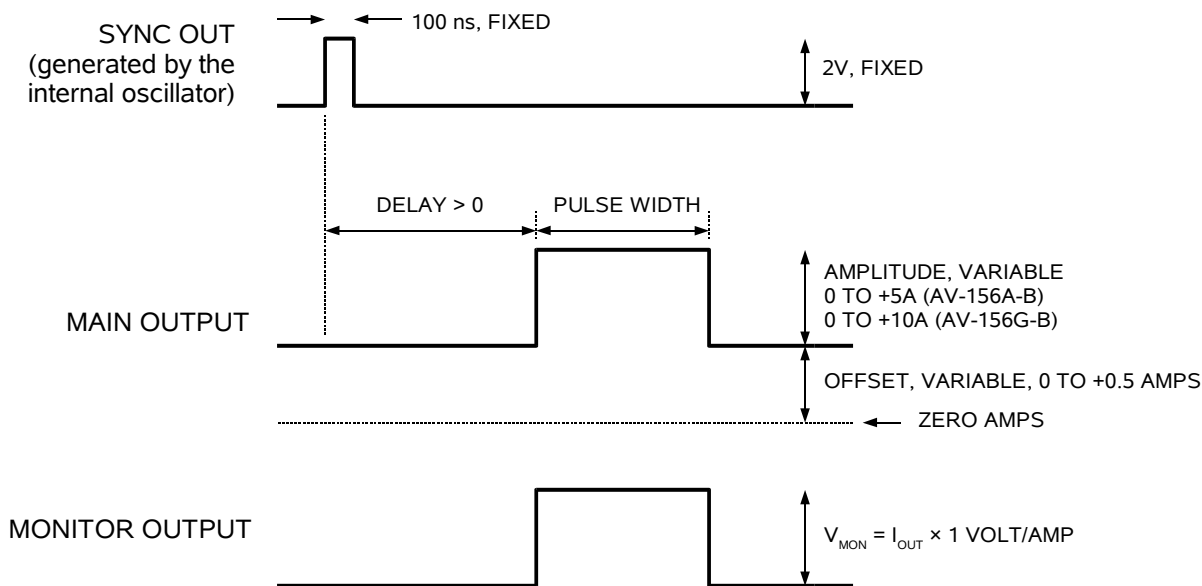 100 ns, FIXED
SYNC OUT
(generated by the
internal oscillator)
2V, FIXED
DELAY > 0
PULSE WIDTH
AMPLITUDE, VARIABLE
0 TO +5A (AV-156A-B)
0 TO +10A (AV-156G-B)
MAIN OUTPUT
OFFSET, VARIABLE, 0 TO +0.5 AMPS
ZERO AMPS
MONITOR OUTPUT
VMON = IOUT × 1 VOLT/AMP